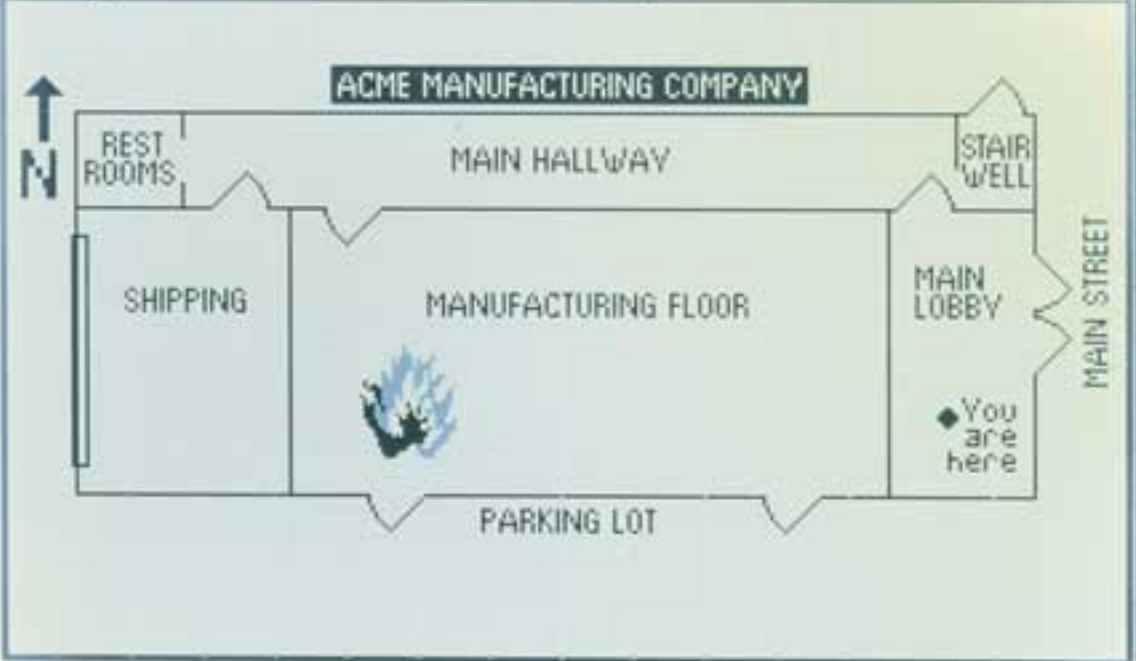 ACME MANUFACTURING COMPANY
N
REST
ROOMS
MAIN HALLWAY
STAIR
WELL
SHIPPING
MANUFACTURING FLOOR
MAIN
LOBBY
MAIN STREET
You
are
here
PARKING LOT